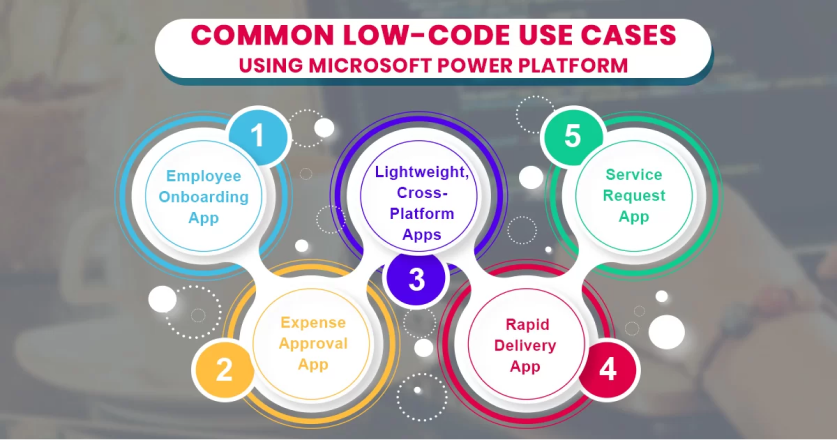 COMMON LOW-CODE USE CASES
USING MICROSOFT POWER PLATFORM
1
Employee
Onboarding
App
2
Expense
Approval
App
Lightweight,
Cross-
Platform
Apps
3
Rapid
Delivery
App
4
5
Service
Request
App